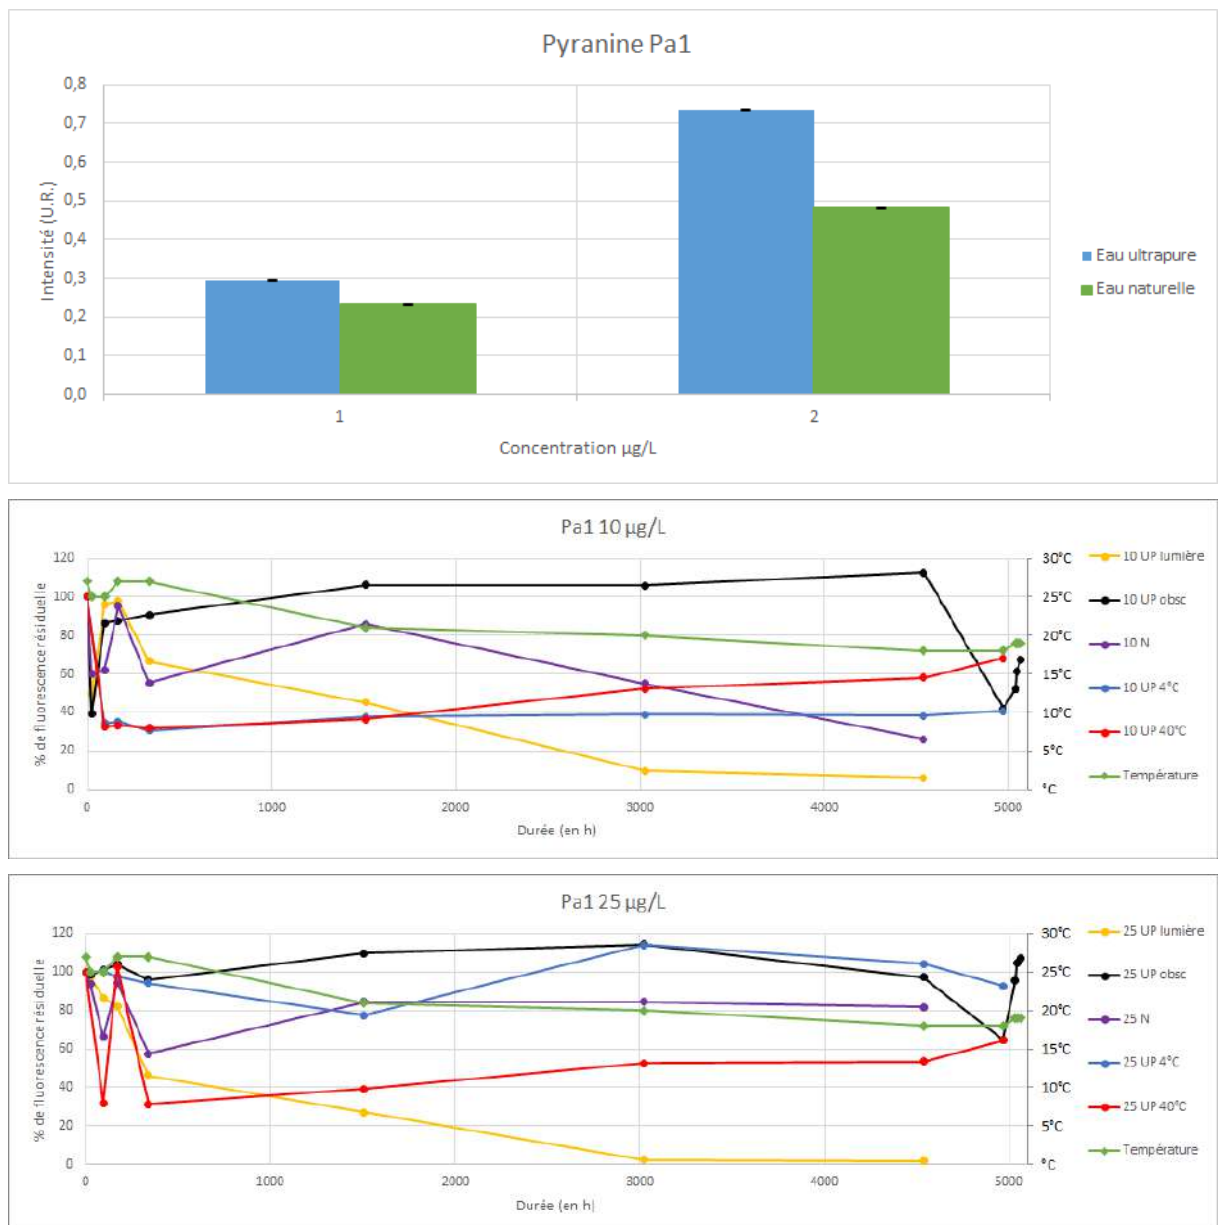 Pyranine Pa1
0,8
0,7
0,6
0,5
0,4
0,3
0,2
0,1
0,0
Intensité (U.R.)
1 2
Concentration µg/L
Eau ultrapure
Eau naturelle
Pa1 10 µg/L
120
100
80
60
40
20
0
% de fluorescence résiduelle
30°C
25°C
20°C
15°C
10°C
5°C
°C
0 1000 2000 3000 4000 5000
Durée (en h)
10 UP lumière
10 UP obsc
10 N
10 UP 4°C
10 UP 40°C
Température
Pa1 25 µg/L
120
100
80
60
40
20
0
% de fluorescence résiduelle
30°C
25°C
20°C
15°C
10°C
5°C
°C
0 1000 2000 3000 4000 5000
Durée (en h)
25 UP lumière
25 UP obsc
25 N
25 UP 4°C
25 UP 40°C
Température